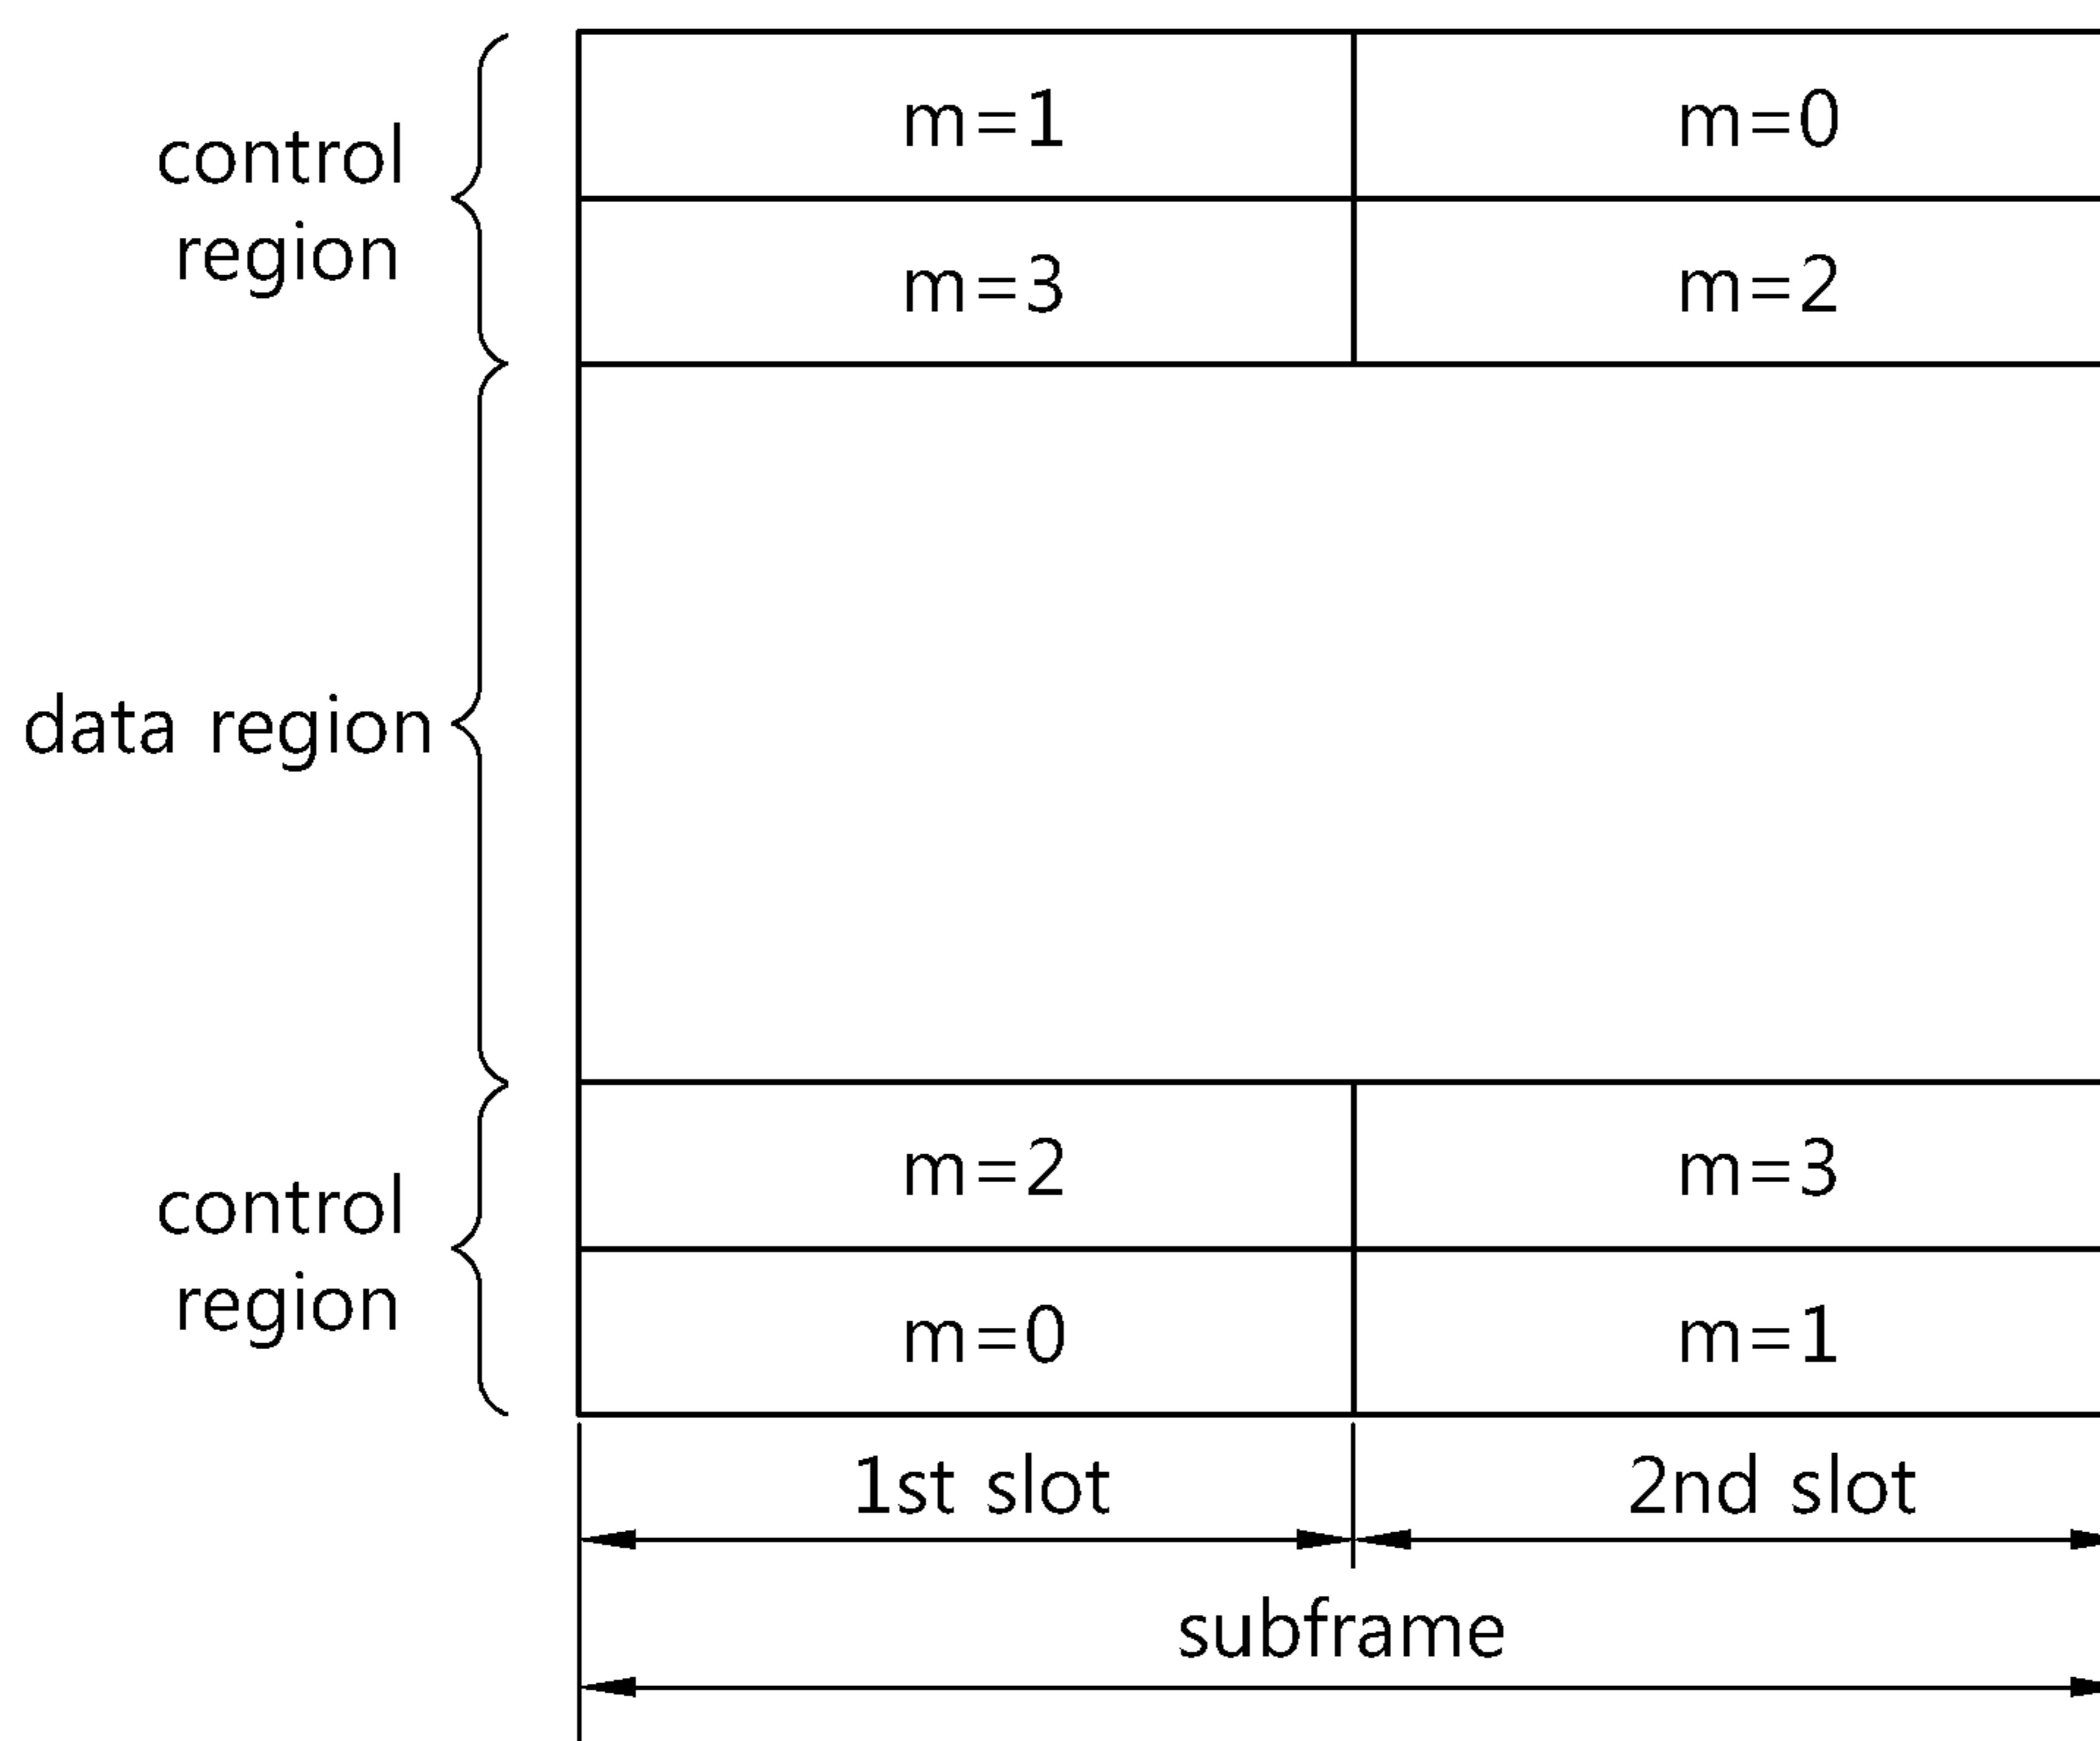 control
region
m=1
m=0
m=3
m=2
data region
control
region
m=2
m=3
m=0
m=1
1st slot
2nd slot
subframe